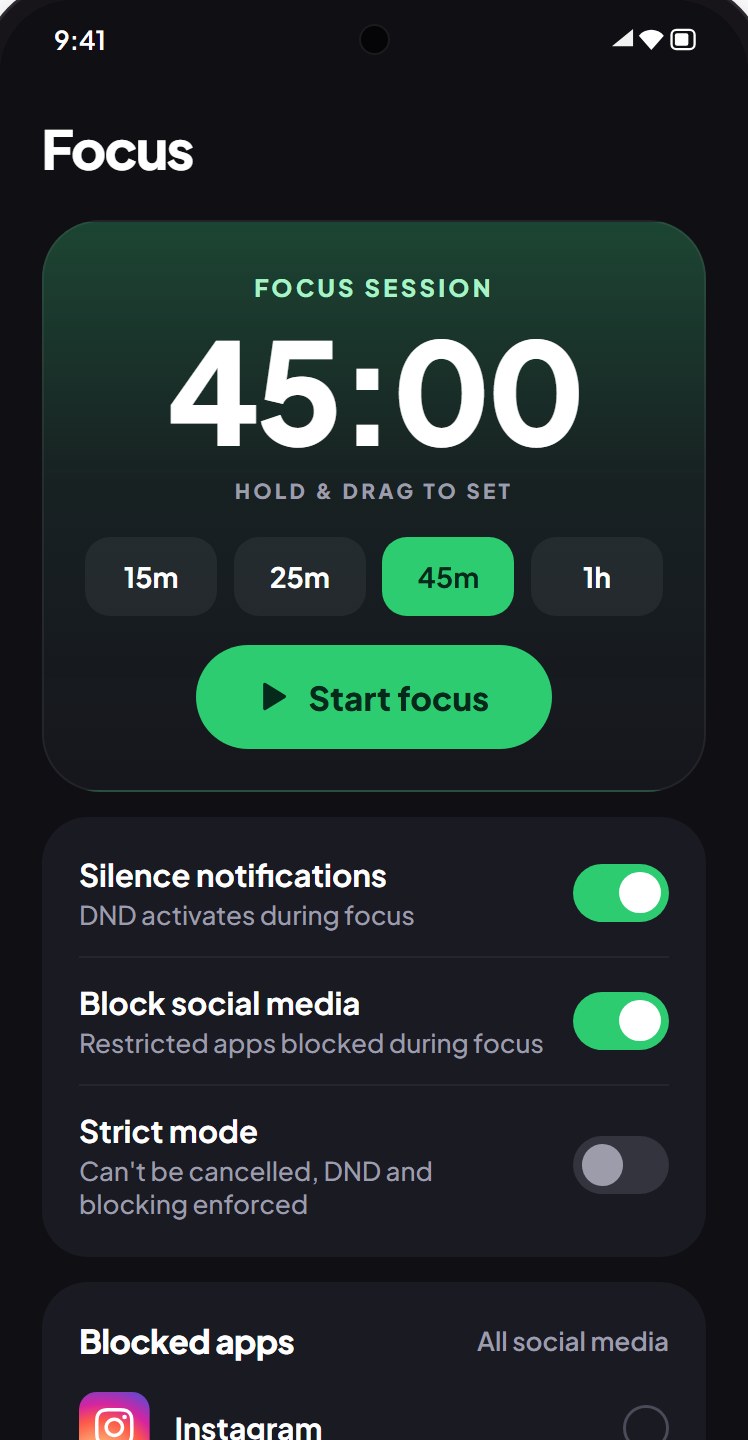 9:41
Focus
FOCUS SESSION
45:00
HOLD & DRAG TO SET
15m 25m 45m 1h
Start focus
Silence notifications
DND activates during focus
Block social media
Restricted apps blocked during focus
Strict mode
Can't be cancelled, DND and
blocking enforced
Blocked apps All social media
Instagram